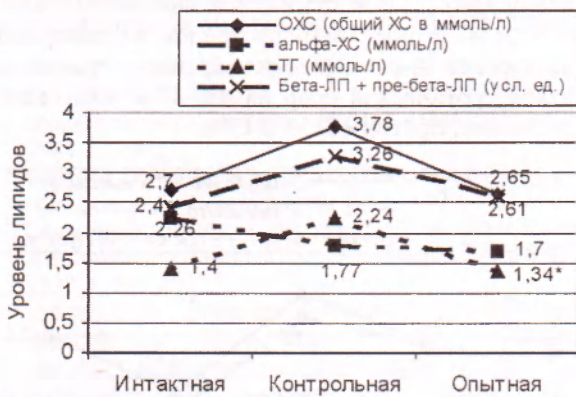 ОХС (общий ХС в ммоль/л)
альфа-ХС (ммоль/л)
ТГ (ммоль/л)
Бета-ЛП + пре-бета-ЛП (усл. ед.)
Уровень липидов
4
3,5
3
2,5
2
1,5
1
0,5
0
2,7
2,4
2,26
1,4
3,78
3,26
2,24
1,77
2,65
2,61
1,7
1,34*
Интактная
Контрольная
Опытная